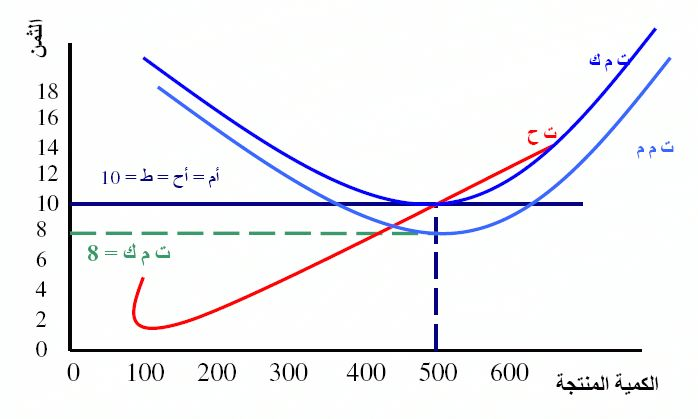 الثمن
ت م ك
18
16
ت ح
14
ت م م
12
أم = أح = ط = 10
10
8
ت م ك = 8
6
4
2
0
0 100 200 300 400 500 600
الكمية المنتجة